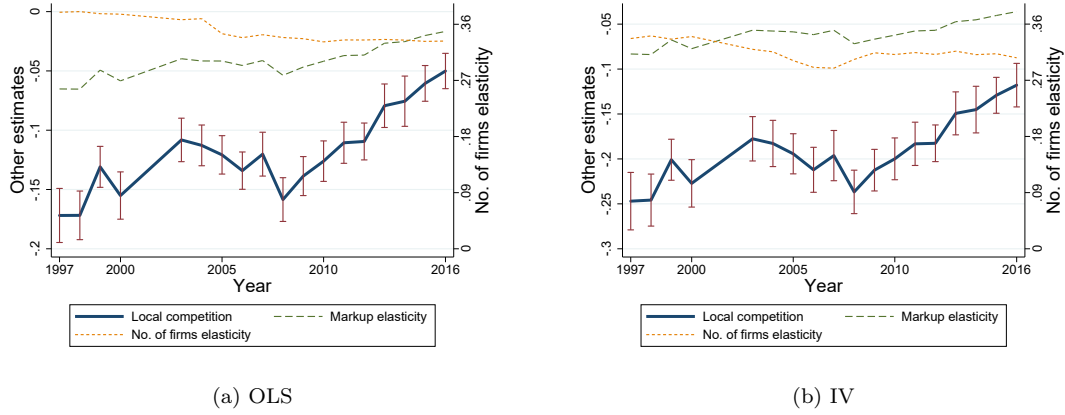 0
-.05
-.1
-.15
-.2
Other estimates
.36
.27
.18
.09
0
No. of firms elasticity
1997 2000 2005 2010 2016
Year
Local competition Markup elasticity
No. of firms elasticity
(a) OLS
-.05
-.1
-.15
-.2
-.25
-.3
Other estimates
.36
.27
.18
.09
0
No. of firms elasticity
1997 2000 2005 2010 2016
Year
Local competition Markup elasticity
No. of firms elasticity
(b) IV